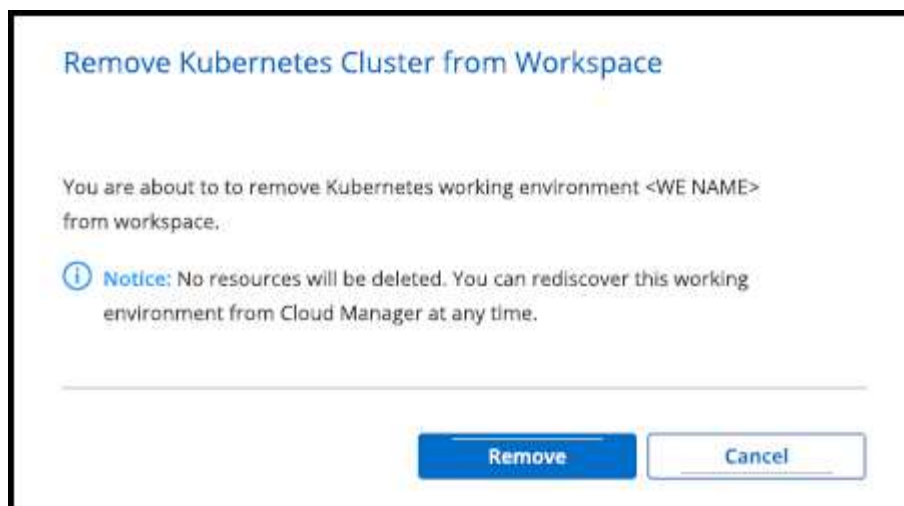 Remove Kubernetes Cluster from Workspace
You are about to to remove Kubernetes working environment <WE NAME>
from workspace.
Notice: No resources will be deleted. You can rediscover this working
environment from Cloud Manager at any time.
Remove
Cancel